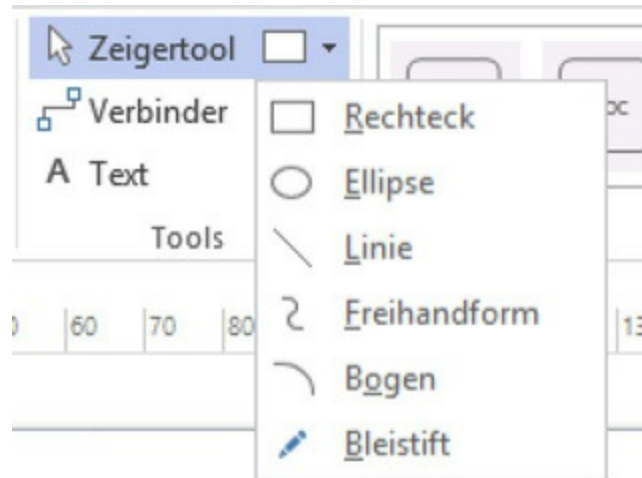 Zeigertool
Verbinder
A Text
Tools
Rechteck
Ellipse
Linie
Freihandform
Bogen
Bleistift
60 70 80